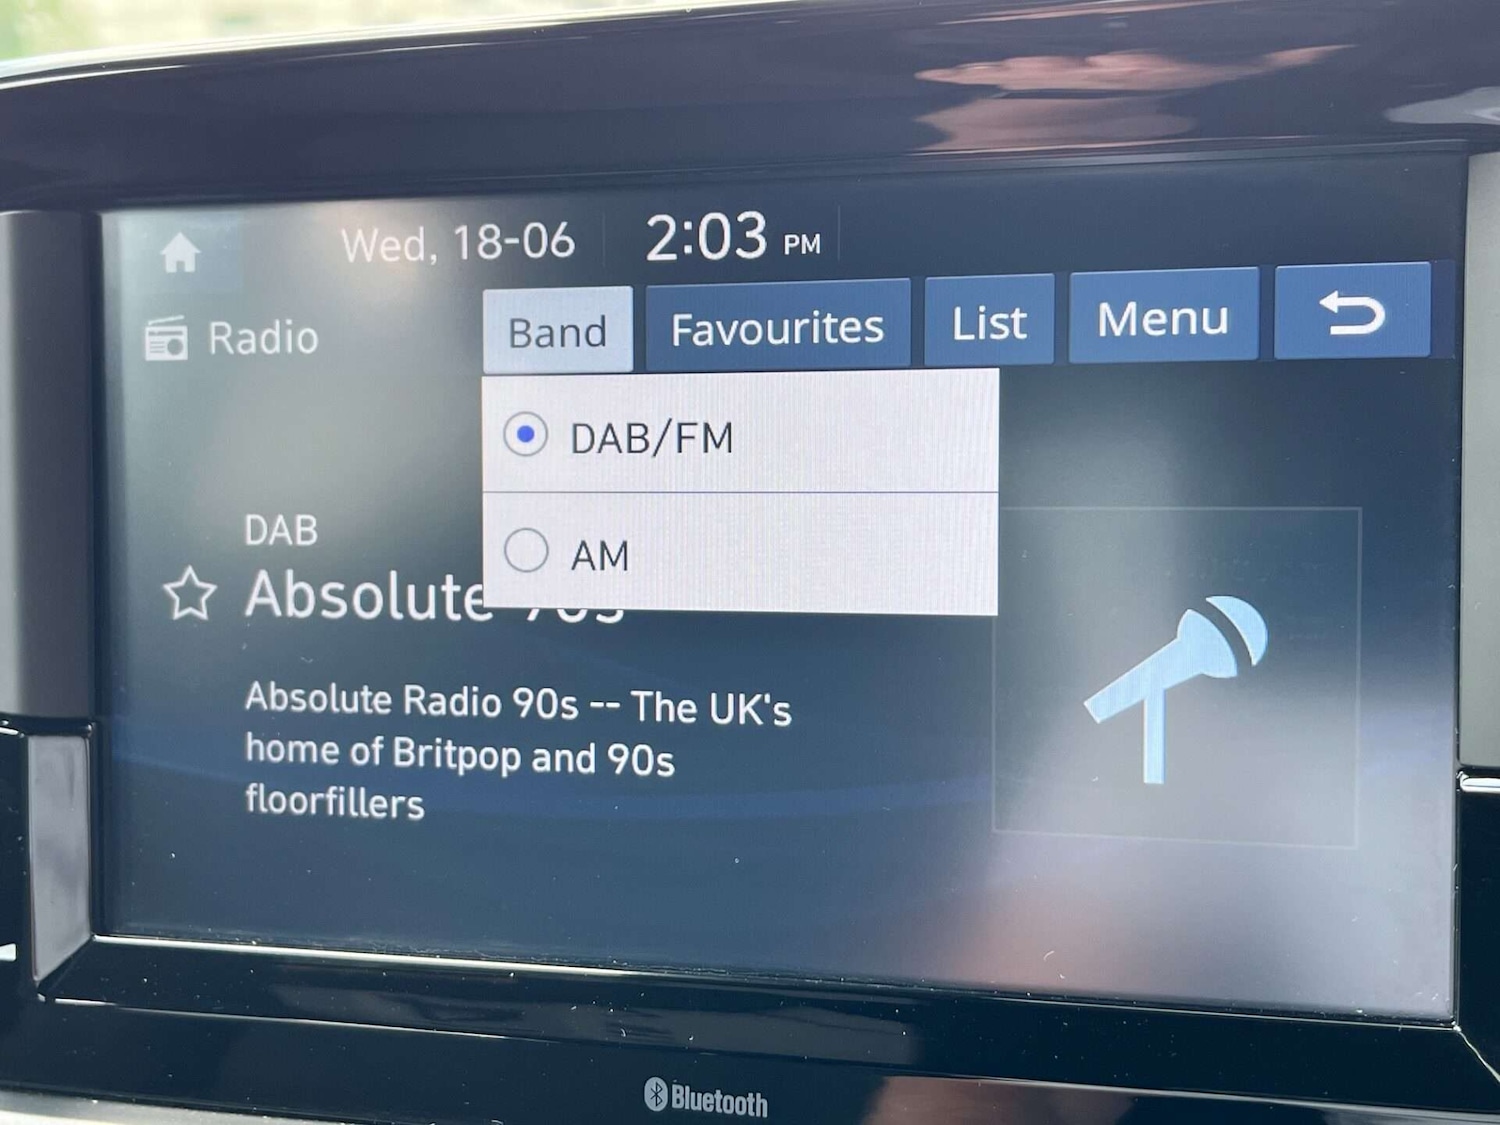 Wed, 18-06 2:03 PM
Radio
Band Favourites List Menu
DAB/FM
AM
DAB
Absolute 90s
Absolute Radio 90s -- The UK's
home of Britpop and 90s
floorfillers
Bluetooth